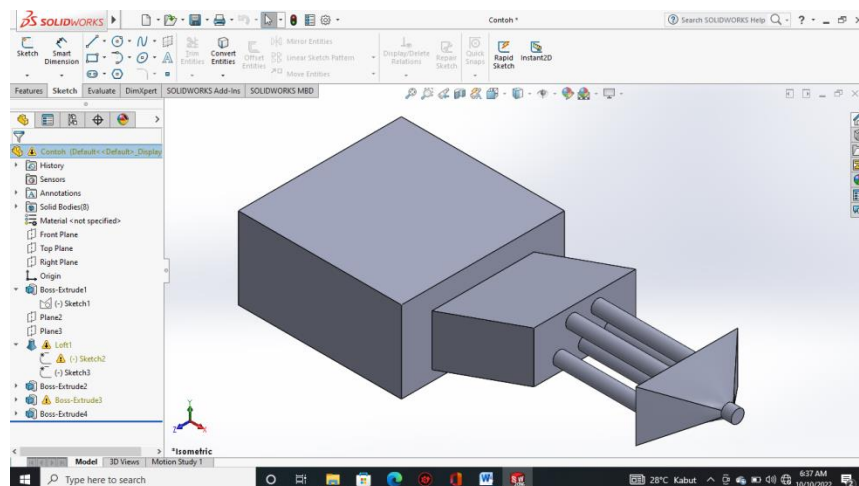 SOLIDWORKS
Contoh *
Search SOLIDWORKS Help
Sketch
Smart Dimension
Trim Entities
Convert Entities
Offset Entities
Mirror Entities
Linear Sketch Pattern
Move Entities
Display/Delete Relations
Repair Sketch
Quick Snaps
Rapid Sketch
Instant2D
Features Sketch Evaluate DimXpert SOLIDWORKS Add-Ins SOLIDWORKS MBD
Contoh (Default<<Default>_Display
History
Sensors
Annotations
Solid Bodies(8)
Material <not specified>
Front Plane
Top Plane
Right Plane
Origin
Boss-Extrude1
(-) Sketch1
Plane2
Plane3
Loft1
(-) Sketch2
(-) Sketch3
Boss-Extrude2
Boss-Extrude3
Boss-Extrude4
Y
Z
X
*Isometric
Model 3D Views Motion Study 1
Type here to search
28°C Kabut
6:37 AM
10/10/2022